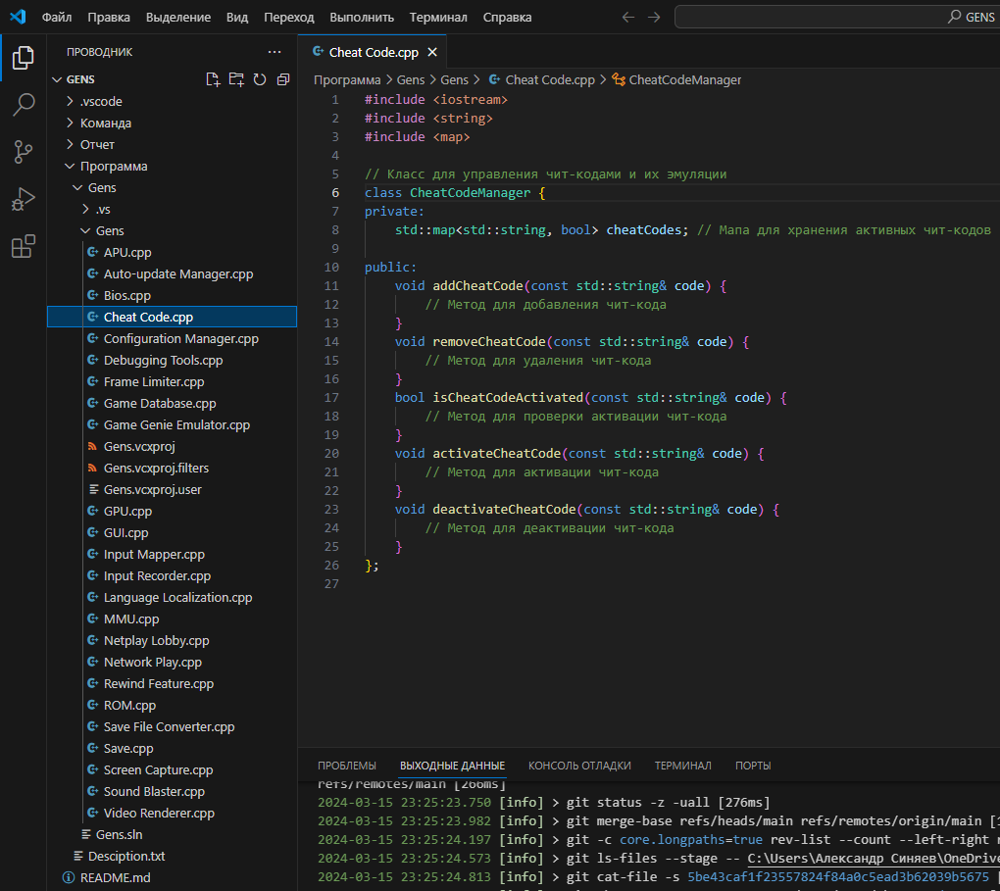 Файл Правка Выделение Вид Переход Выполнить Терминал Справка GENS
ПРОВОДНИК
GENS
.vscode
Команда
Отчет
Программа
Gens
.vs
Gens
APU.cpp
Auto-update Manager.cpp
Bios.cpp
Cheat Code.cpp
Configuration Manager.cpp
Debugging Tools.cpp
Frame Limiter.cpp
Game Database.cpp
Game Genie Emulator.cpp
Gens.vcxproj
Gens.vcxproj.filters
Gens.vcxproj.user
GPU.cpp
GUI.cpp
Input Mapper.cpp
Input Recorder.cpp
Language Localization.cpp
MMU.cpp
Netplay Lobby.cpp
Network Play.cpp
Rewind Feature.cpp
ROM.cpp
Save File Converter.cpp
Save.cpp
Screen Capture.cpp
Sound Blaster.cpp
Video Renderer.cpp
Gens.sln
Desciption.txt
README.md
Cheat Code.cpp
Программа > Gens > Gens > Cheat Code.cpp > CheatCodeManager
1 #include <iostream>
2 #include <string>
3 #include <map>
4
5 // Класс для управления чит-кодами и их эмуляции
6 class CheatCodeManager {
7 private:
8 std::map<std::string, bool> cheatCodes; // Мапа для хранения активных чит-кодов
9
10 public:
11 void addCheatCode(const std::string& code) {
12 // Метод для добавления чит-кода
13 }
14 void removeCheatCode(const std::string& code) {
15 // Метод для удаления чит-кода
16 }
17 bool isCheatCodeActivated(const std::string& code) {
18 // Метод для проверки активации чит-кода
19 }
20 void activateCheatCode(const std::string& code) {
21 // Метод для активации чит-кода
22 }
23 void deactivateCheatCode(const std::string& code) {
24 // Метод для деактивации чит-кода
25 }
26 };
27
ПРОБЛЕМЫ ВЫХОДНЫЕ ДАННЫЕ КОНСОЛЬ ОТЛАДКИ ТЕРМИНАЛ ПОРТЫ
refs/remotes/main [266ms]
2024-03-15 23:25:23.750 [info] > git status -z -uall [276ms]
2024-03-15 23:25:23.982 [info] > git merge-base refs/heads/main refs/remotes/origin/main [1
2024-03-15 23:25:24.197 [info] > git -c core.longpaths=true rev-list --count --left-right
2024-03-15 23:25:24.573 [info] > git ls-files --stage -- C:\Users\Александр Синяев\OneDrive
2024-03-15 23:25:24.813 [info] > git cat-file -s 5be43caf1f23557824f84a0c5ead3b62039b5675 [